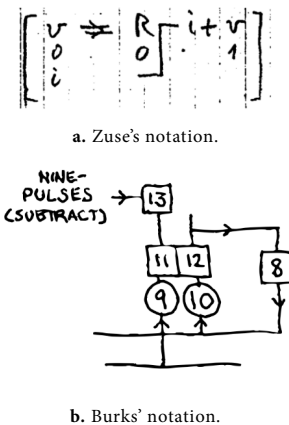 v ⇌ R i + v
0 0 1
i
a. Zuse's notation.
NINE-
PULSES
(SUBTRACT)
13
11 12 8
9 10
b. Burks' notation.